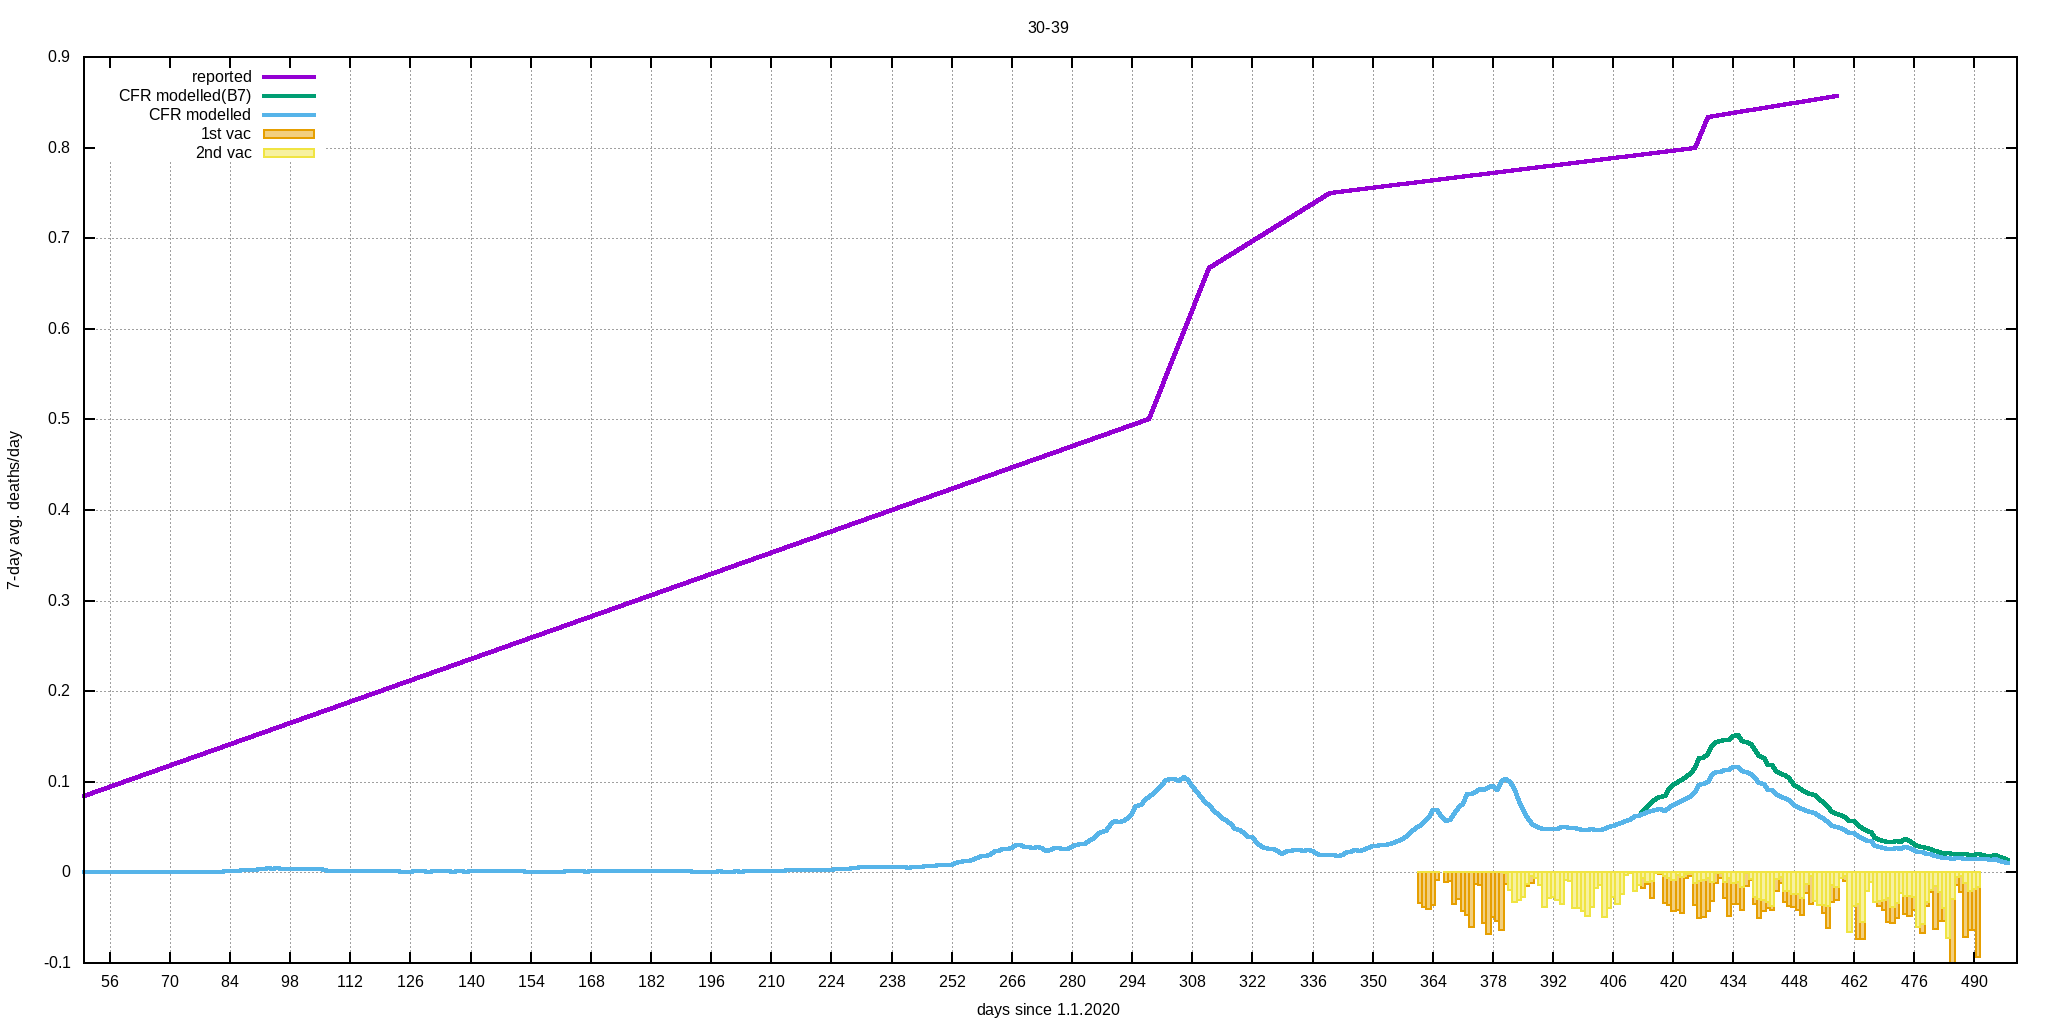 30-39
0.9
0.8
0.7
0.6
0.5
0.4
0.3
0.2
0.1
0
-0.1
7-day avg. deaths/day
reported
CFR modelled(B7)
CFR modelled
1st vac
2nd vac
56 70 84 98 112 126 140 154 168 182 196 210 224 238 252 266 280 294 308 322 336 350 364 378 392 406 420 434 448 462 476 490
days since 1.1.2020